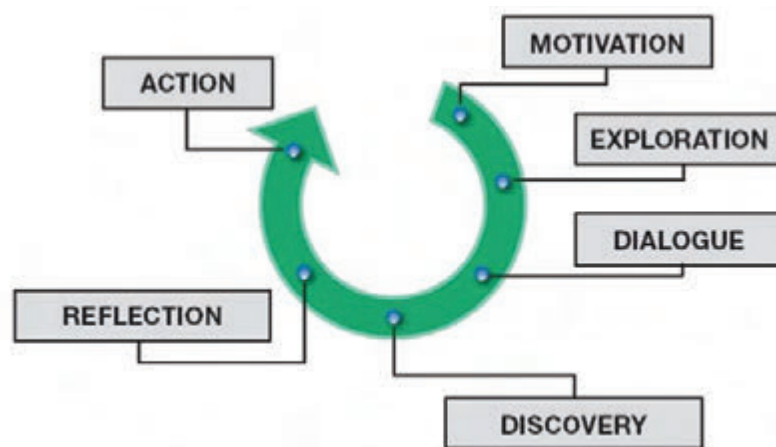 MOTIVATION
EXPLORATION
DIALOGUE
DISCOVERY
REFLECTION
ACTION